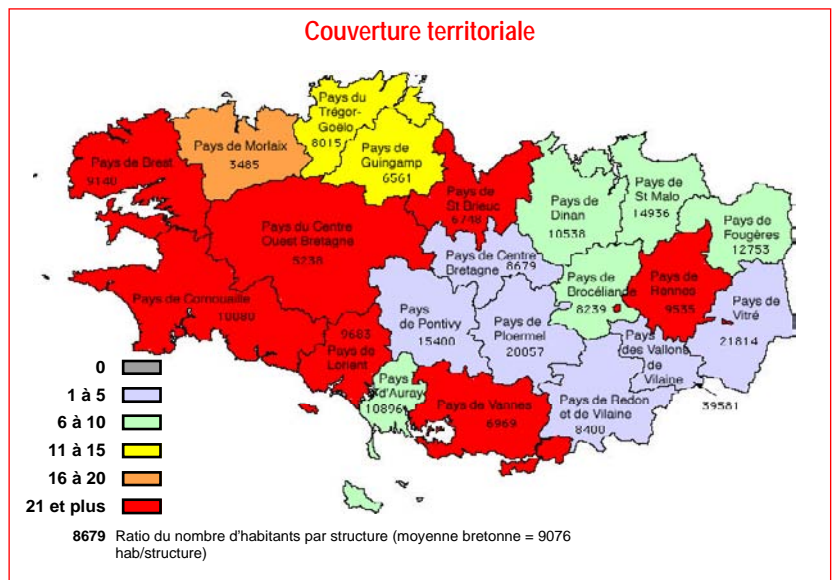 Couverture territoriale
Pays du
Trégor-
Goëlo
8015
Pays de Morlaix
3485
Pays de
Guingamp
6561
Pays de Brest
9140
Pays de
St Brieuc
6748
Pays de
Dinan
10538
Pays de
St Malo
14936
Pays de
Fougères
12753
Pays du Centre
Ouest Bretagne
5238
Pays de Centre
Bretagne 8679
Pays de
Brocéliande
8239
Pays de
Rennes
9535
Pays de
Vitré
21814
Pays de Cornouaille
10080
9683
Pays de
Lorient
Pays
de Pontivy
15400
Pays de
Ploermel
20057
Pays
des Vallons
de
Vilaine
39581
Pays
d'Auray
10896
Pays de Vannes
6969
Pays de Redon
et de Vilaine
8400
0
1 à 5
6 à 10
11 à 15
16 à 20
21 et plus
8679 Ratio du nombre d'habitants par structure (moyenne bretonne = 9076
hab/structure)